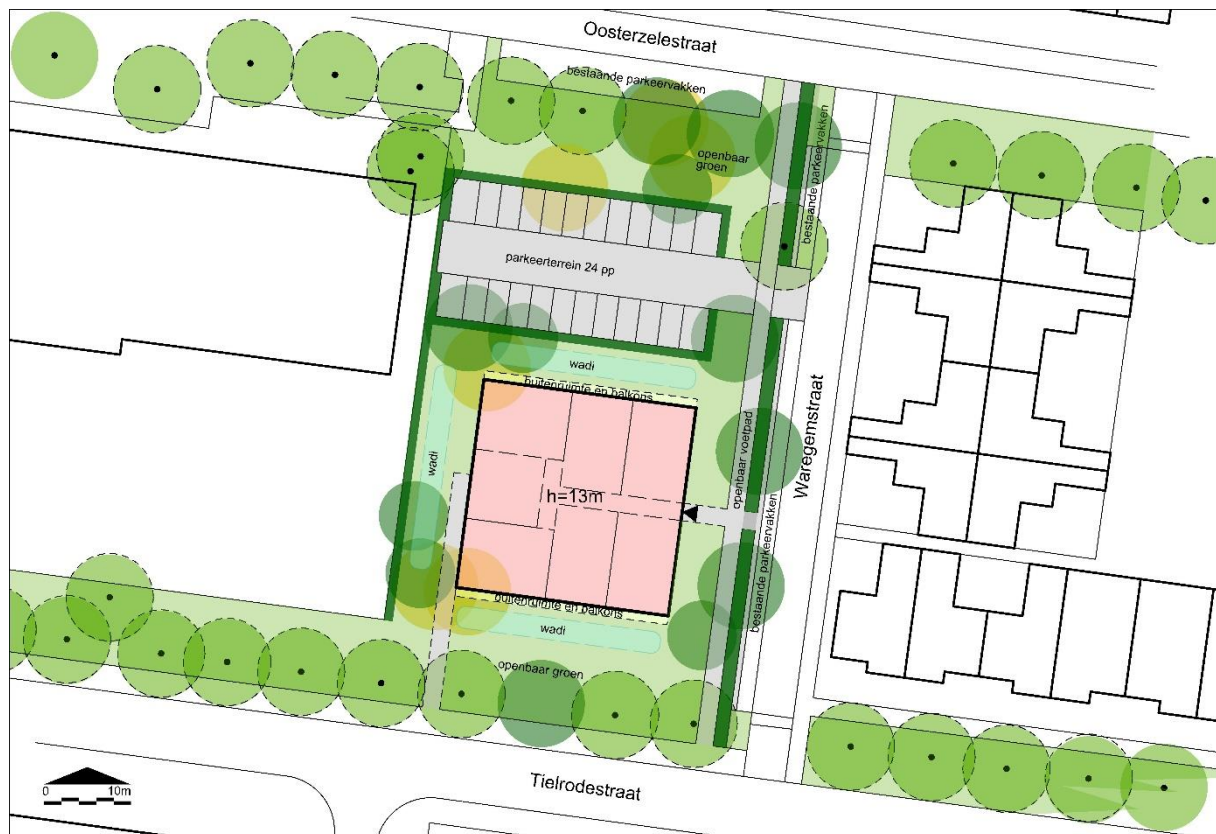 Oosterzelestraat
bestaande parkeervakken
openbaar
groen
bestaande parkeervakken
parkeerterrein 24 pp
wadi
buitenruimte en balkons
wadi
h=13m
openbaar voetpad
Waregemstraat
bestaande parkeervakken
buitenruimte en balkons
wadi
openbaar groen
Tielrodestraat
0 10m